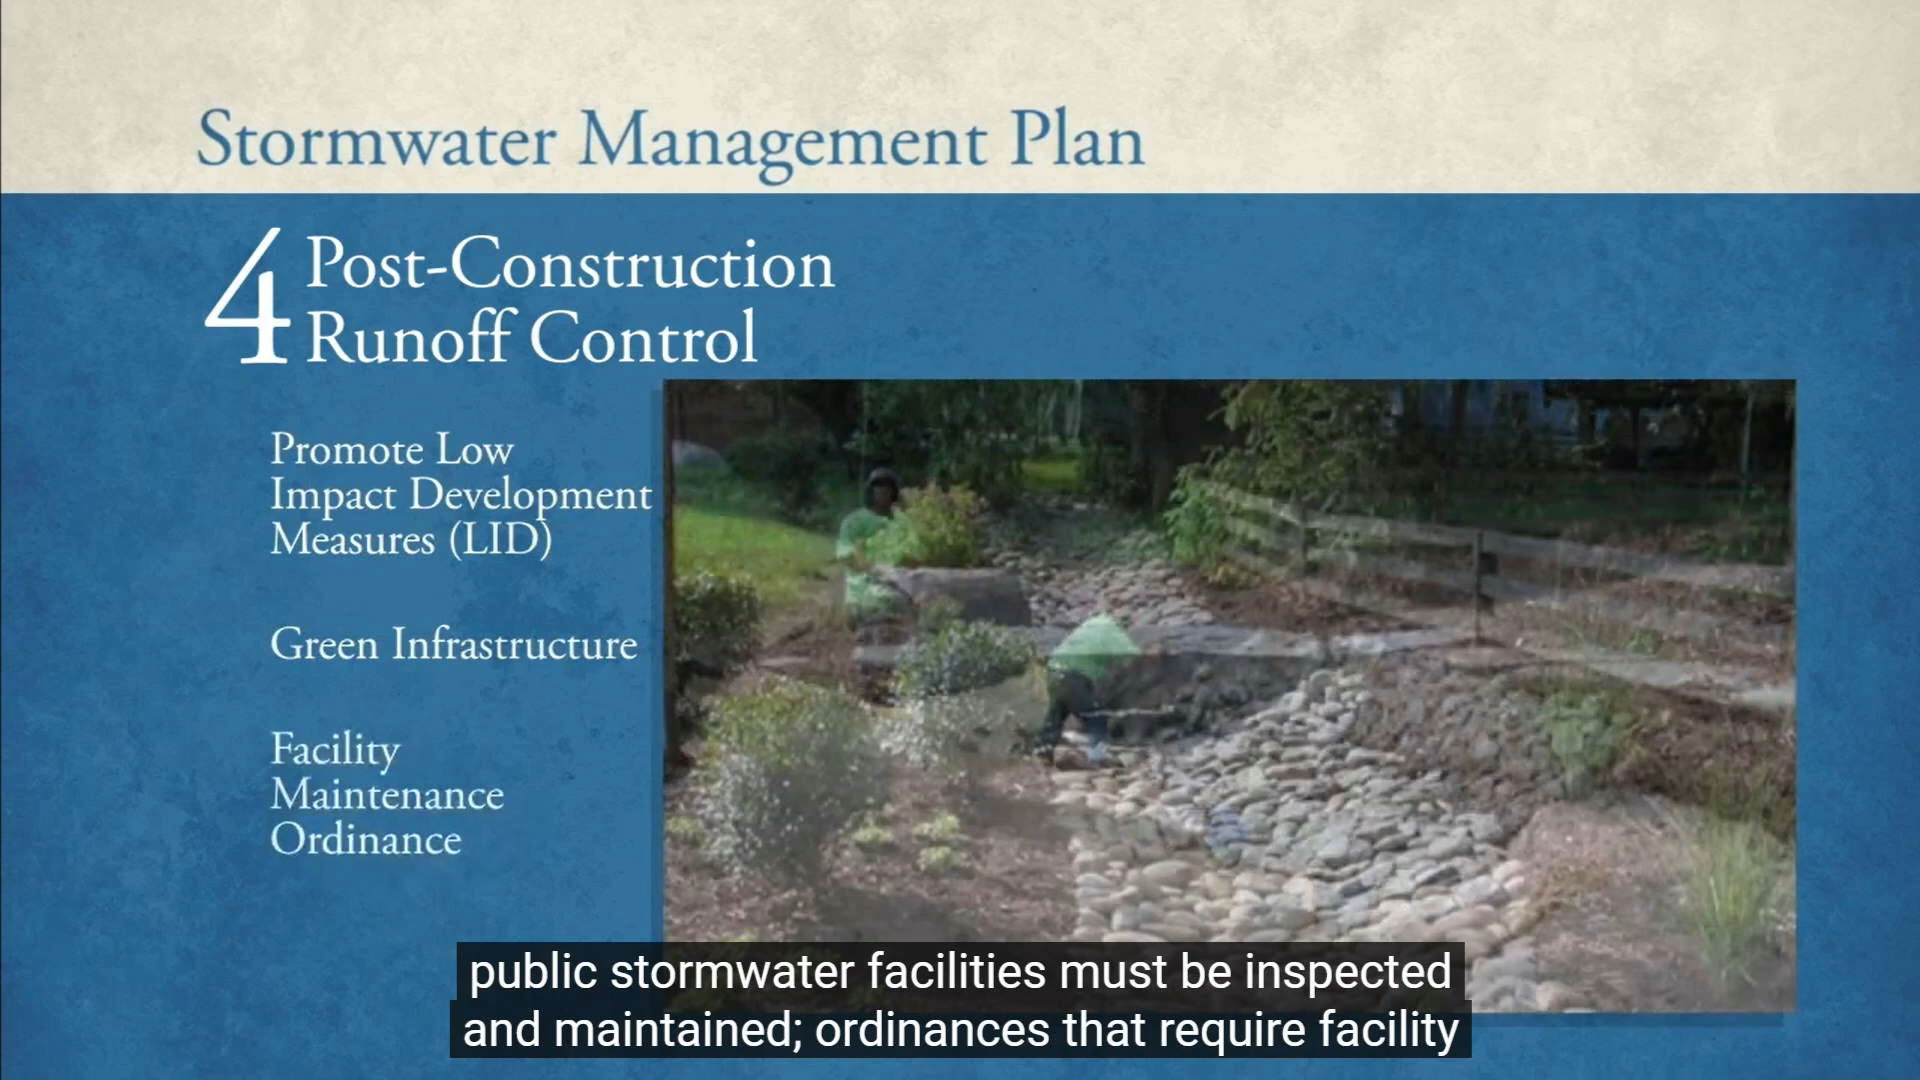 Stormwater Management Plan
4 Post-Construction
Runoff Control
Promote Low
Impact Development
Measures (LID)
Green Infrastructure
Facility
Maintenance
Ordinance
public stormwater facilities must be inspected
and maintained; ordinances that require facility